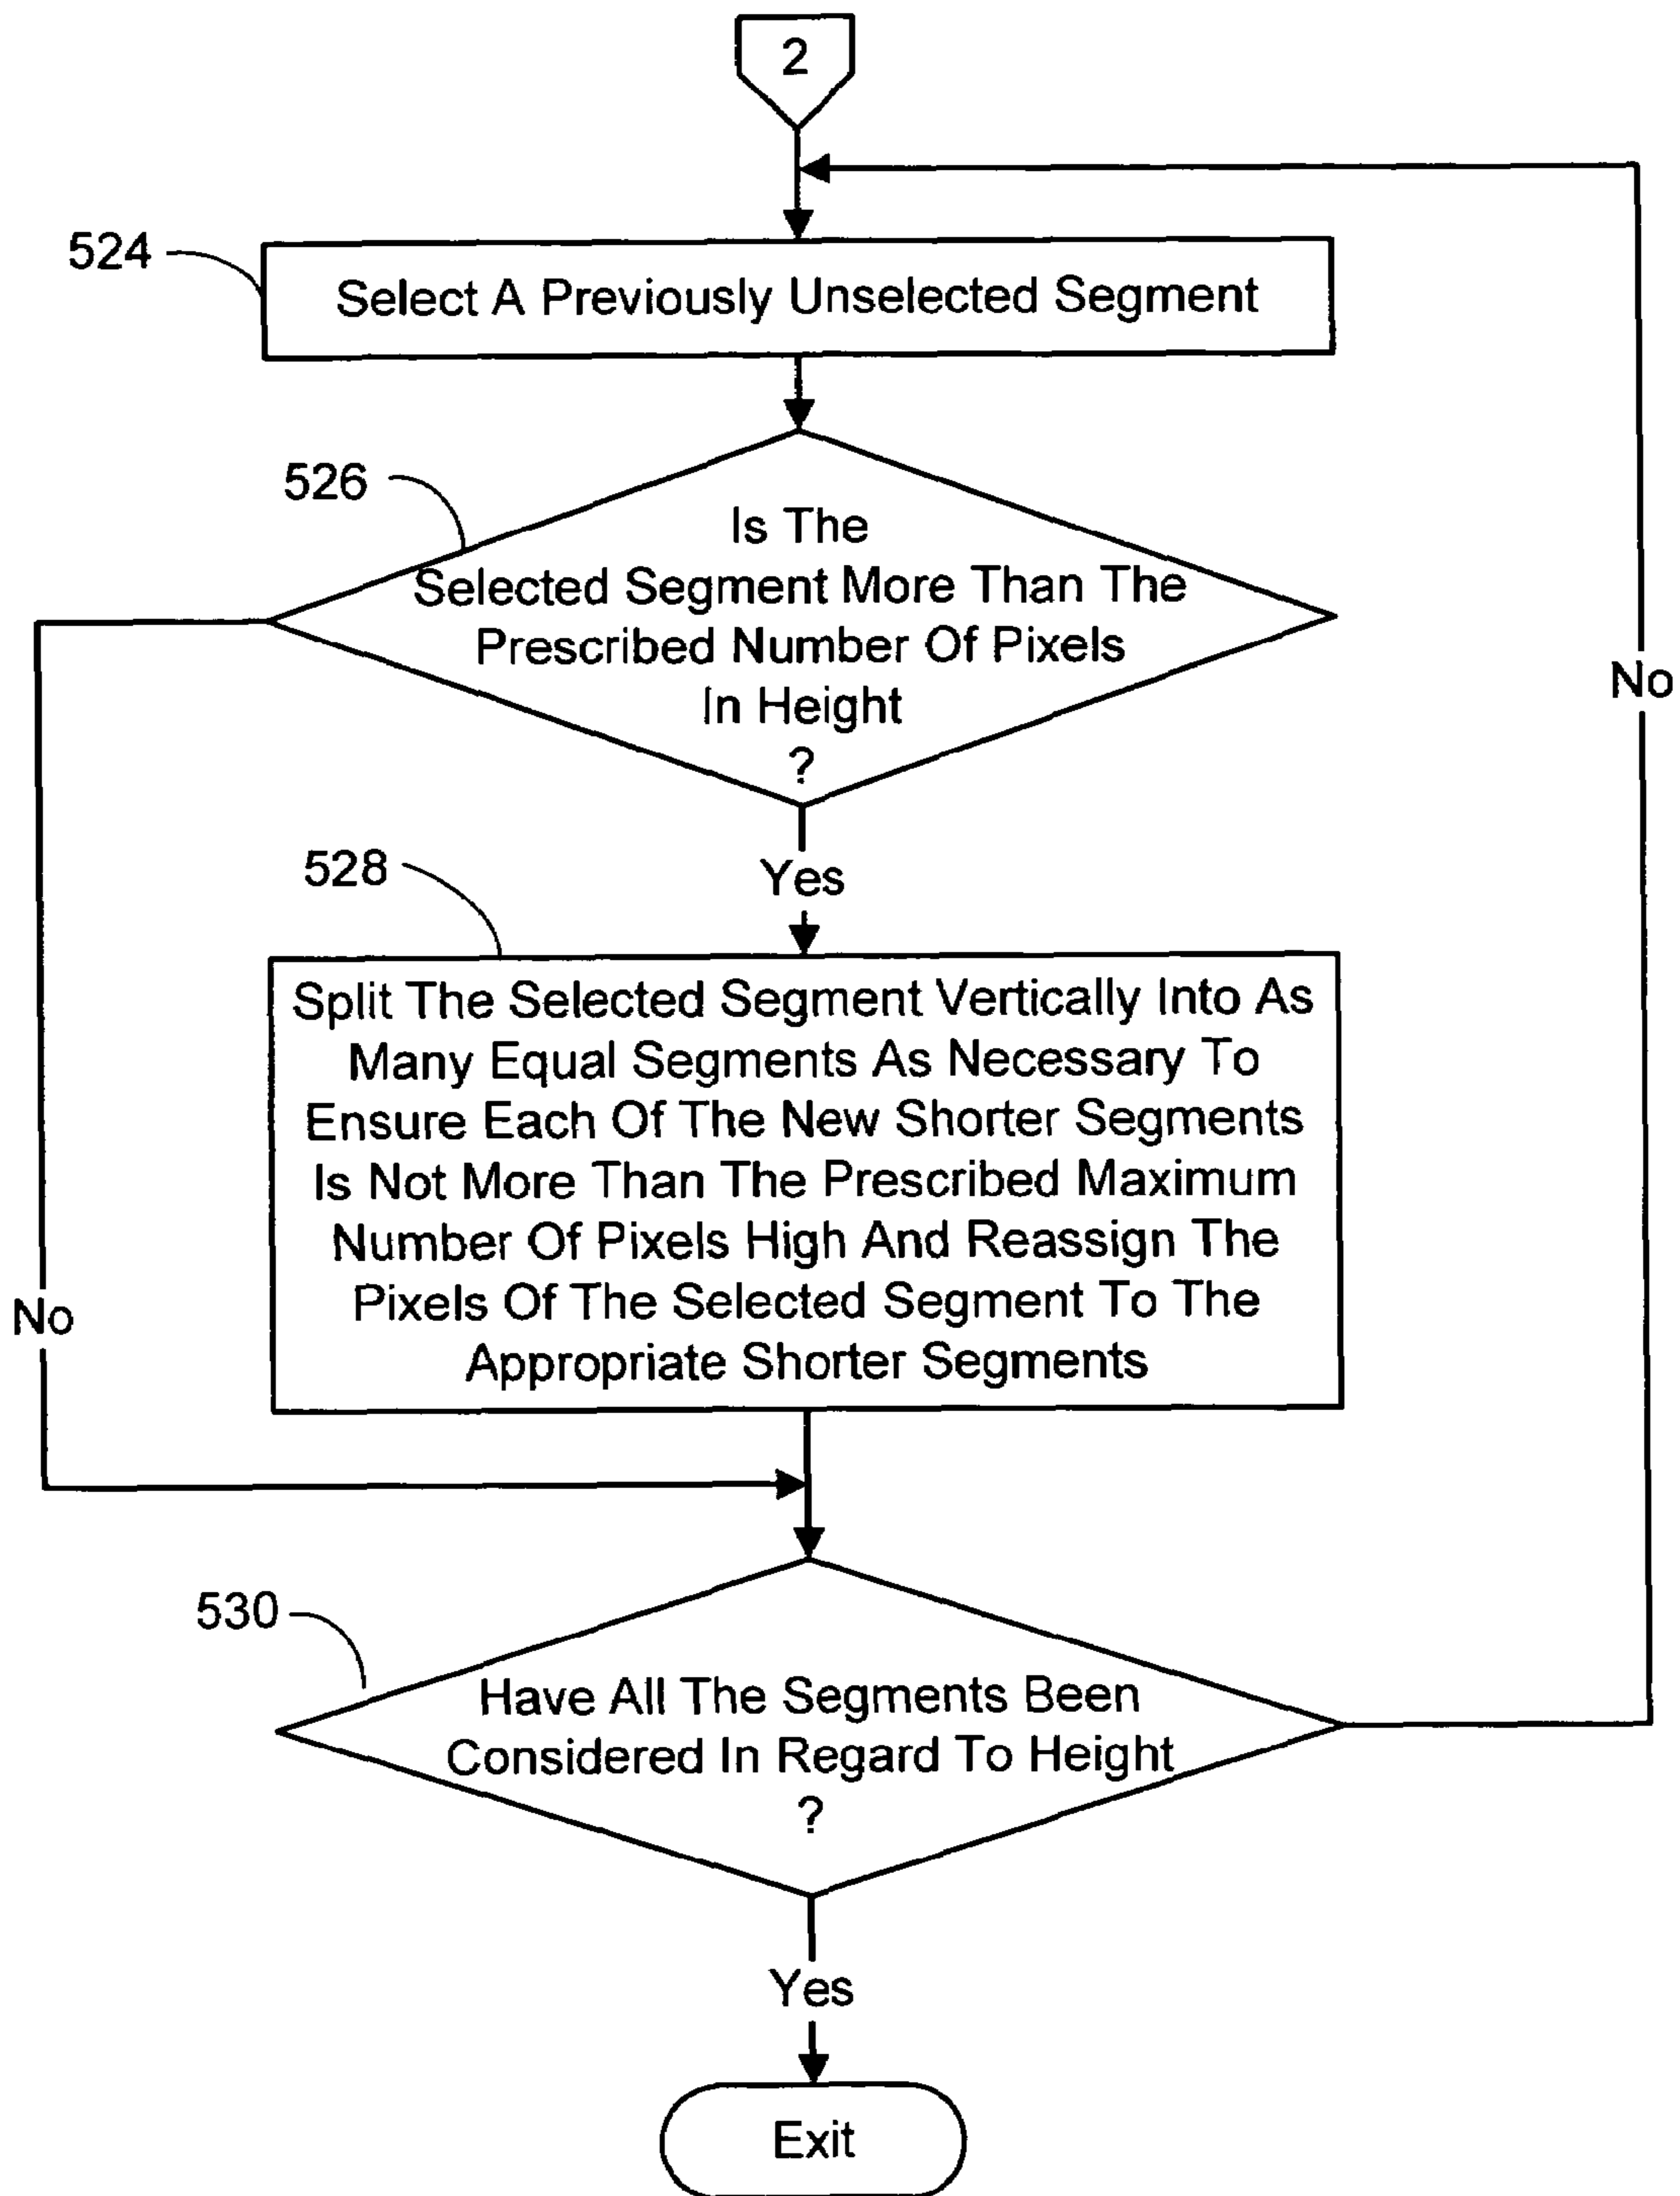 2
524
Select A Previously Unselected Segment
526
Is The
Selected Segment More Than The
Prescribed Number Of Pixels
In Height
?
No
Yes
528
Split The Selected Segment Vertically Into As
Many Equal Segments As Necessary To
Ensure Each Of The New Shorter Segments
Is Not More Than The Prescribed Maximum
Number Of Pixels High And Reassign The
Pixels Of The Selected Segment To The
Appropriate Shorter Segments
No
530
Have All The Segments Been
Considered In Regard To Height
?
Yes
Exit